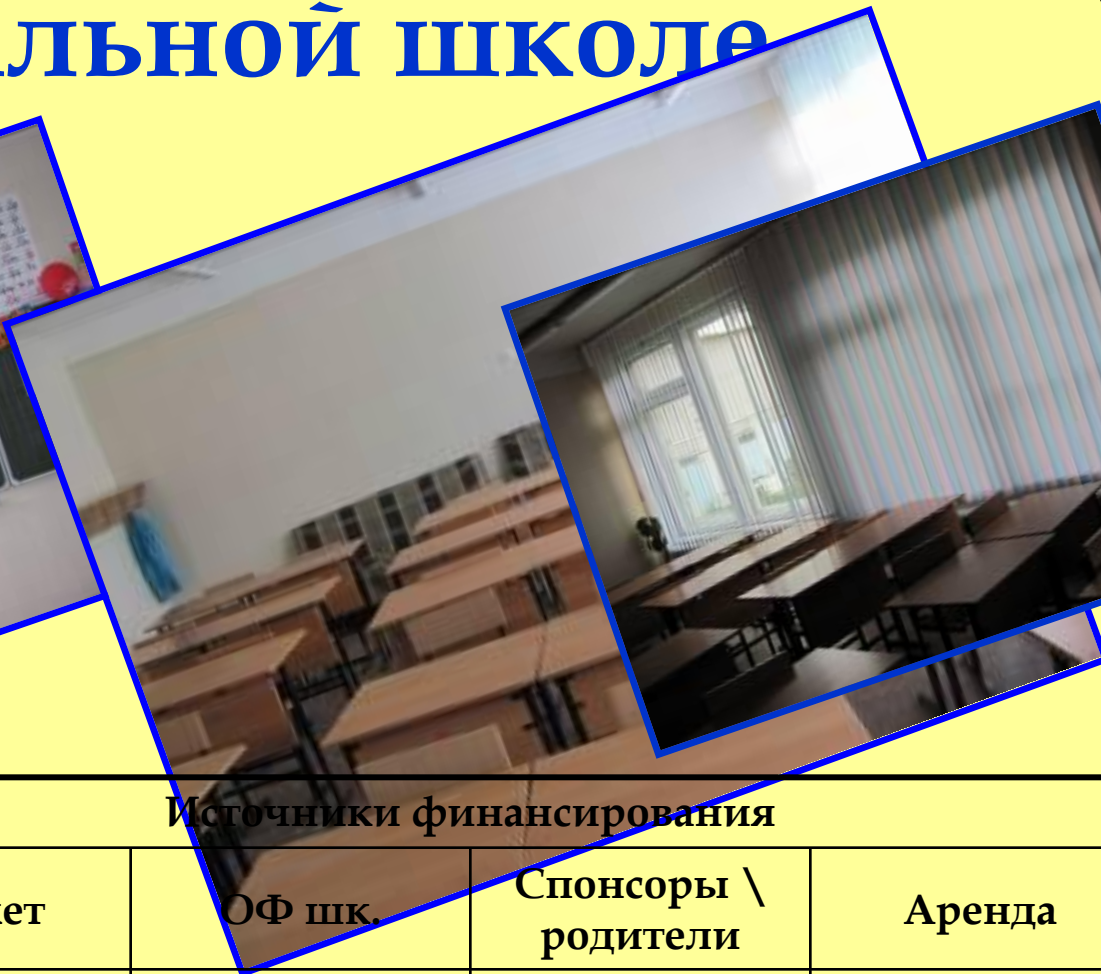 льной школе
Источники финансирования
ет
ОФ шк.
Спонсоры \
родители
Аренда